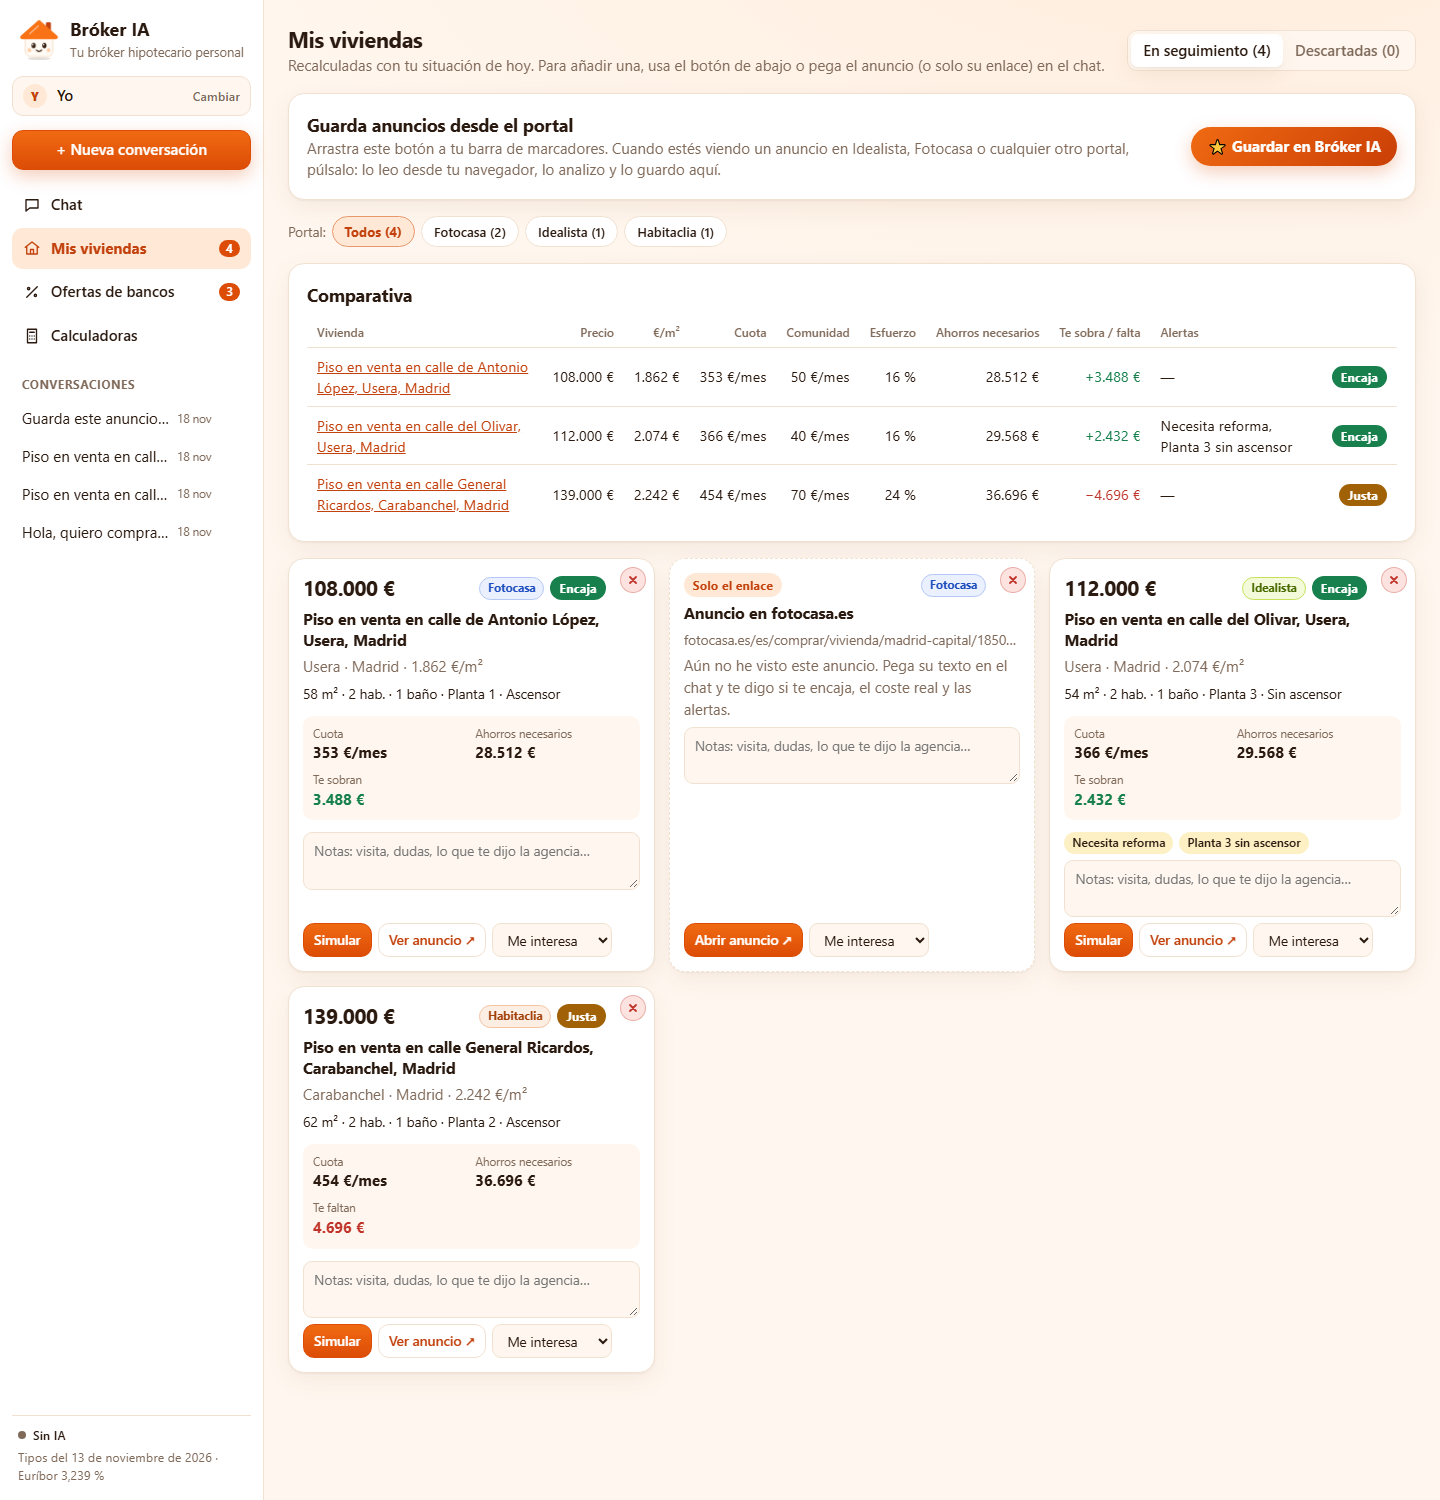 Bróker IA
Tu bróker hipotecario personal
Y Yo Cambiar
+ Nueva conversación
Chat
Mis viviendas 4
Ofertas de bancos 3
Calculadoras
CONVERSACIONES
Guarda este anuncio... 18 nov
Piso en venta en call... 18 nov
Piso en venta en call... 18 nov
Hola, quiero compra... 18 nov
Sin IA
Tipos del 13 de noviembre de 2026 ·
Euríbor 3,239 %
Mis viviendas
Recalculadas con tu situación de hoy. Para añadir una, usa el botón de abajo o pega el anuncio (o solo su enlace) en el chat.
En seguimiento (4) Descartadas (0)
Guarda anuncios desde el portal
Arrastra este botón a tu barra de marcadores. Cuando estés viendo un anuncio en Idealista, Fotocasa o cualquier otro portal,
púlsalo: lo leo desde tu navegador, lo analizo y lo guardo aquí.
⭐ Guardar en Bróker IA
Portal: Todos (4) Fotocasa (2) Idealista (1) Habitaclia (1)
Comparativa
Vivienda Precio €/m² Cuota Comunidad Esfuerzo Ahorros necesarios Te sobra / falta Alertas
Piso en venta en calle de Antonio
López, Usera, Madrid
108.000 € 1.862 € 353 €/mes 50 €/mes 16 % 28.512 € +3.488 € — Encaja
Piso en venta en calle del Olivar,
Usera, Madrid
112.000 € 2.074 € 366 €/mes 40 €/mes 16 % 29.568 € +2.432 € Necesita reforma,
Planta 3 sin ascensor
Encaja
Piso en venta en calle General
Ricardos, Carabanchel, Madrid
139.000 € 2.242 € 454 €/mes 70 €/mes 24 % 36.696 € −4.696 € — Justa
108.000 € Fotocasa Encaja ✕
Piso en venta en calle de Antonio López,
Usera, Madrid
Usera · Madrid · 1.862 €/m²
58 m² · 2 hab. · 1 baño · Planta 1 · Ascensor
Cuota Ahorros necesarios
353 €/mes 28.512 €
Te sobran
3.488 €
Notas: visita, dudas, lo que te dijo la agencia...
Simular Ver anuncio ↗ Me interesa
Solo el enlace Fotocasa ✕
Anuncio en fotocasa.es
fotocasa.es/es/comprar/vivienda/madrid-capital/1850...
Aún no he visto este anuncio. Pega su texto en el
chat y te digo si te encaja, el coste real y las
alertas.
Notas: visita, dudas, lo que te dijo la agencia...
Abrir anuncio ↗ Me interesa
112.000 € Idealista Encaja ✕
Piso en venta en calle del Olivar, Usera,
Madrid
Usera · Madrid · 2.074 €/m²
54 m² · 2 hab. · 1 baño · Planta 3 · Sin ascensor
Cuota Ahorros necesarios
366 €/mes 29.568 €
Te sobran
2.432 €
Necesita reforma Planta 3 sin ascensor
Notas: visita, dudas, lo que te dijo la agencia...
Simular Ver anuncio ↗ Me interesa
139.000 € Habitaclia Justa ✕
Piso en venta en calle General Ricardos,
Carabanchel, Madrid
Carabanchel · Madrid · 2.242 €/m²
62 m² · 2 hab. · 1 baño · Planta 2 · Ascensor
Cuota Ahorros necesarios
454 €/mes 36.696 €
Te faltan
4.696 €
Notas: visita, dudas, lo que te dijo la agencia...
Simular Ver anuncio ↗ Me interesa